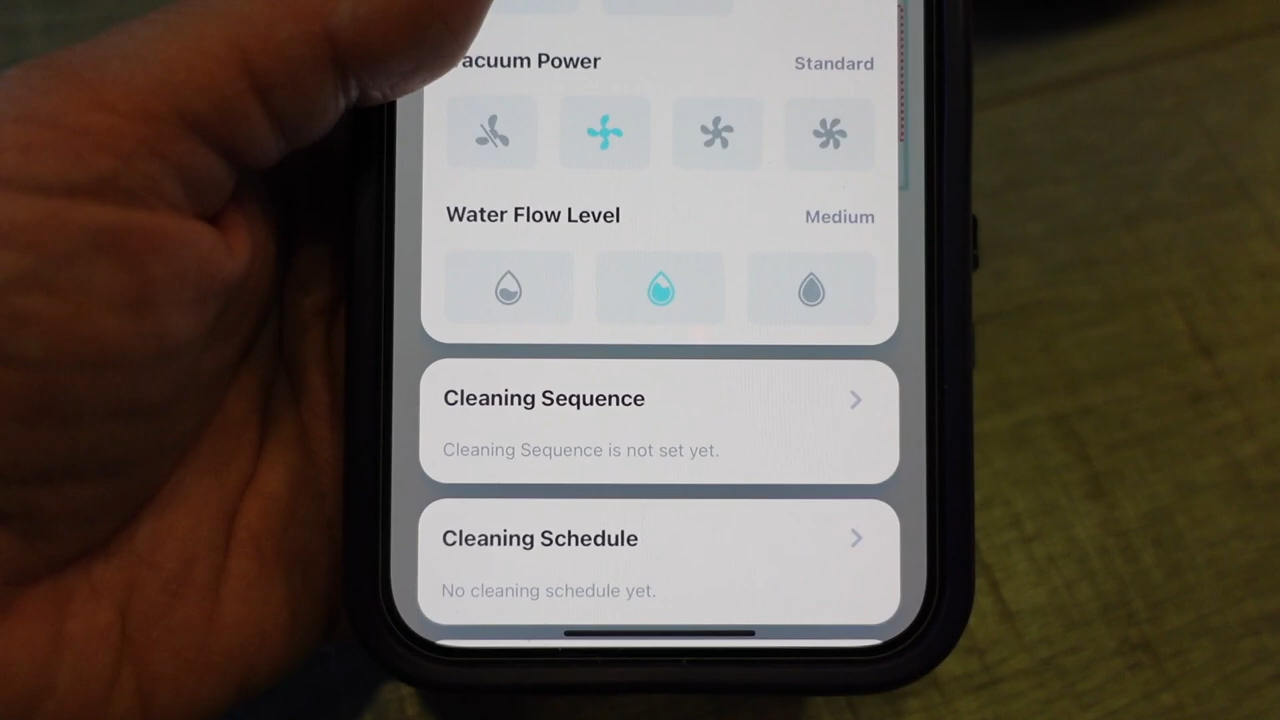 acuum Power
Standard
Water Flow Level
Medium
Cleaning Sequence
Cleaning Sequence is not set yet.
Cleaning Schedule
No cleaning schedule yet.